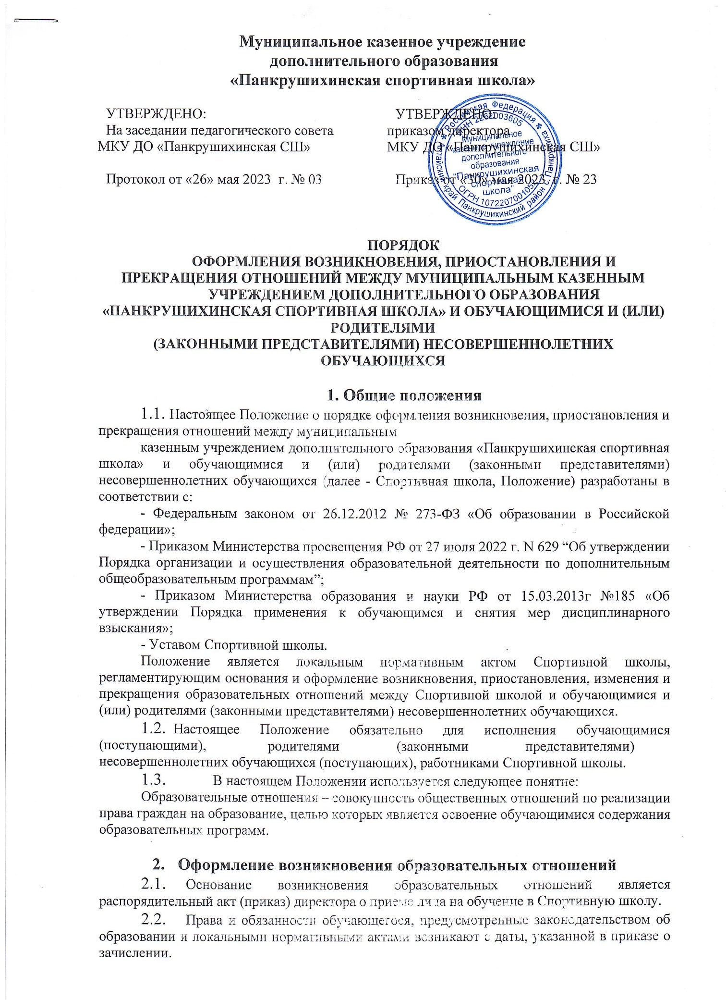 Муниципальное казенное учреждение
дополнительного образования
«Панкрушихинская спортивная школа»
УТВЕРЖДЕНО:
На заседании педагогического совета
МКУ ДО «Панкрушихинская СШ»
Протокол от «26» мая 2023 г. № 03
УТВЕРЖДЕНО:
приказом директора
МКУ ДО «Панкрушихинская СШ»
Приказ от «30» мая 2023 г. № 23
✻ Российская Федерация ✻
Алтайский край Панкрушихинский район с. Панкрушиха
ИНН 2262003605
Муниципальное
казенное учреждение
дополнительного
образования
"Панкрушихинская
спортивная
школа"
ОГРН 1072207001052
ПОРЯДОК
ОФОРМЛЕНИЯ ВОЗНИКНОВЕНИЯ, ПРИОСТАНОВЛЕНИЯ И
ПРЕКРАЩЕНИЯ ОТНОШЕНИЙ МЕЖДУ МУНИЦИПАЛЬНЫМ КАЗЕННЫМ
УЧРЕЖДЕНИЕМ ДОПОЛНИТЕЛЬНОГО ОБРАЗОВАНИЯ
«ПАНКРУШИХИНСКАЯ СПОРТИВНАЯ ШКОЛА» И ОБУЧАЮЩИМИСЯ И (ИЛИ)
РОДИТЕЛЯМИ
(ЗАКОННЫМИ ПРЕДСТАВИТЕЛЯМИ) НЕСОВЕРШЕННОЛЕТНИХ
ОБУЧАЮЩИХСЯ
1. Общие положения
1.1. Настоящее Положение о порядке оформления возникновения, приостановления и
прекращения отношений между муниципальным
казенным учреждением дополнительного образования «Панкрушихинская спортивная
школа» и обучающимися и (или) родителями (законными представителями)
несовершеннолетних обучающихся (далее - Спортивная школа, Положение) разработаны в
соответствии с:
- Федеральным законом от 26.12.2012 № 273-ФЗ «Об образовании в Российской
федерации»;
- Приказом Министерства просвещения РФ от 27 июля 2022 г. N 629 “Об утверждении
Порядка организации и осуществления образовательной деятельности по дополнительным
общеобразовательным программам”;
- Приказом Министерства образования и науки РФ от 15.03.2013г №185 «Об
утверждении Порядка применения к обучающимся и снятия мер дисциплинарного
взыскания»;
- Уставом Спортивной школы.
Положение является локальным нормативным актом Спортивной школы,
регламентирующим основания и оформление возникновения, приостановления, изменения и
прекращения образовательных отношений между Спортивной школой и обучающимися и
(или) родителями (законными представителями) несовершеннолетних обучающихся.
1.2. Настоящее Положение обязательно для исполнения обучающимися
(поступающими), родителями (законными представителями)
несовершеннолетних обучающихся (поступающих), работниками Спортивной школы.
1.3. В настоящем Положении используется следующее понятие:
Образовательные отношения – совокупность общественных отношений по реализации
права граждан на образование, целью которых является освоение обучающимися содержания
образовательных программ.
2. Оформление возникновения образовательных отношений
2.1. Основание возникновения образовательных отношений является
распорядительный акт (приказ) директора о приеме лица на обучение в Спортивную школу.
2.2. Права и обязанности обучающегося, предусмотренные законодательством об
образовании и локальными нормативными актами возникают с даты, указанной в приказе о
зачислении.